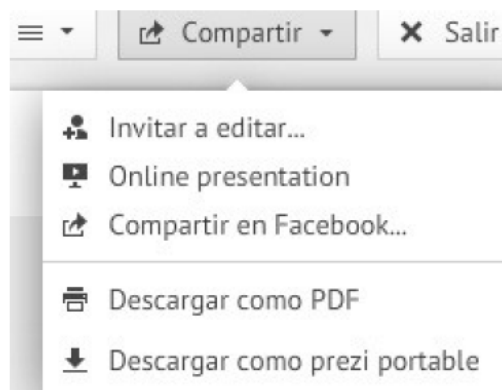 Compartir
Salir
Invitar a editar...
Online presentation
Compartir en Facebook...
Descargar como PDF
Descargar como prezi portable